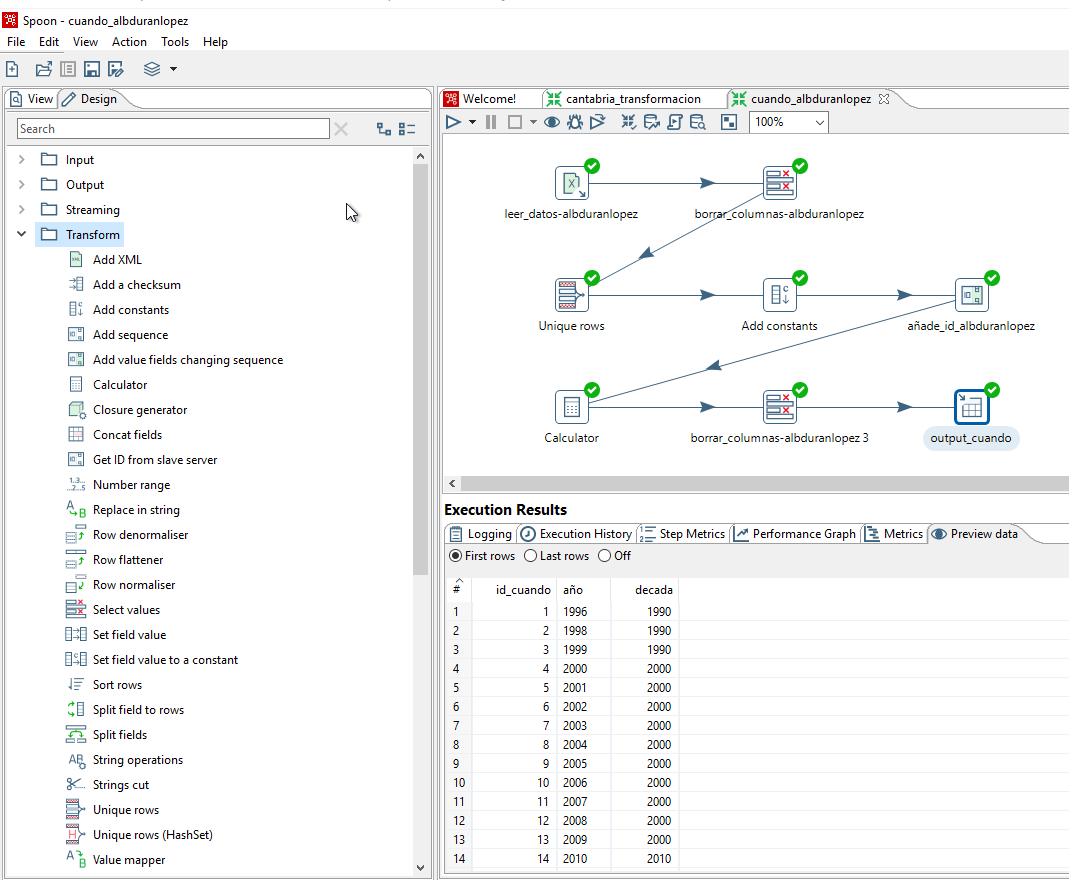 Spoon - cuando_albduranlopez
File Edit View Action Tools Help
View Design
Search
Input
Output
Streaming
Transform
Add XML
Add a checksum
Add constants
Add sequence
Add value fields changing sequence
Calculator
Closure generator
Concat fields
Get ID from slave server
Number range
Replace in string
Row denormaliser
Row flattener
Row normaliser
Select values
Set field value
Set field value to a constant
Sort rows
Split field to rows
Split fields
String operations
Strings cut
Unique rows
Unique rows (HashSet)
Value mapper
Welcome! cantabria_transformacion cuando_albduranlopez
100%
leer_datos-albduranlopez borrar_columnas-albduranlopez
Unique rows Add constants añade_id_albduranlopez
Calculator borrar_columnas-albduranlopez 3 output_cuando
Execution Results
Logging Execution History Step Metrics Performance Graph Metrics Preview data
First rows Last rows Off
# id_cuando año decada
1 1 1996 1990
2 2 1998 1990
3 3 1999 1990
4 4 2000 2000
5 5 2001 2000
6 6 2002 2000
7 7 2003 2000
8 8 2004 2000
9 9 2005 2000
10 10 2006 2000
11 11 2007 2000
12 12 2008 2000
13 13 2009 2000
14 14 2010 2010